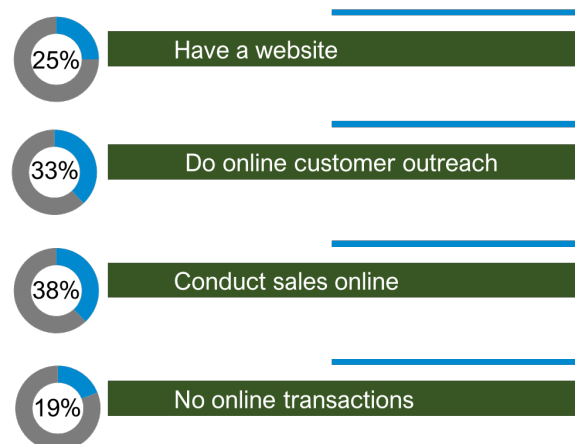 25%
Have a website
33%
Do online customer outreach
38%
Conduct sales online
19%
No online transactions